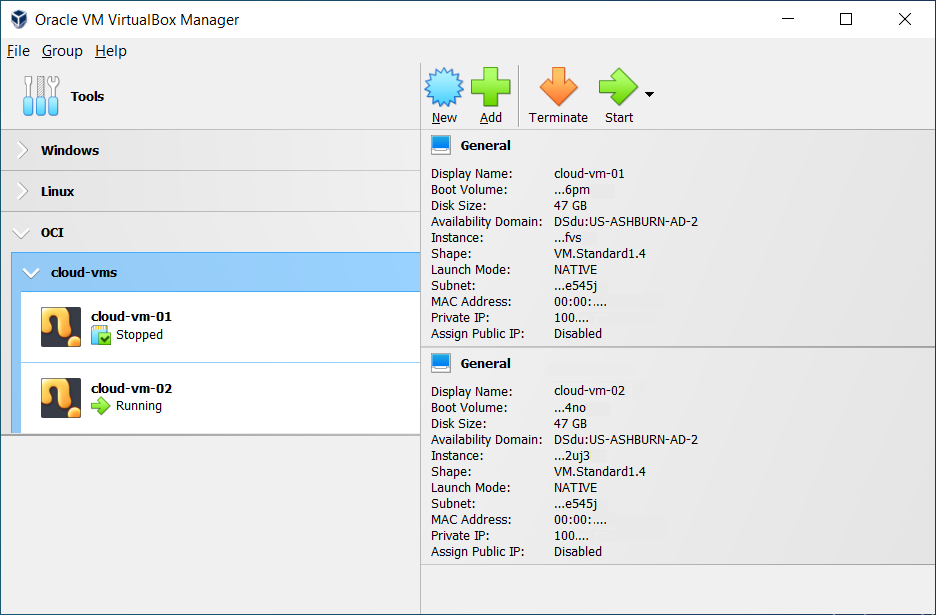 Oracle VM VirtualBox Manager
File Group Help
Tools
New Add Terminate Start
Windows
Linux
OCI
cloud-vms
cloud-vm-01
Stopped
cloud-vm-02
Running
General
Display Name: cloud-vm-01
Boot Volume: ...6pm
Disk Size: 47 GB
Availability Domain: DSdu:US-ASHBURN-AD-2
Instance: ...fvs
Shape: VM.Standard1.4
Launch Mode: NATIVE
Subnet: ...e545j
MAC Address: 00:00:....
Private IP: 100....
Assign Public IP: Disabled
General
Display Name: cloud-vm-02
Boot Volume: ...4no
Disk Size: 47 GB
Availability Domain: DSdu:US-ASHBURN-AD-2
Instance: ...2uj3
Shape: VM.Standard1.4
Launch Mode: NATIVE
Subnet: ...e545j
MAC Address: 00:00:....
Private IP: 100....
Assign Public IP: Disabled